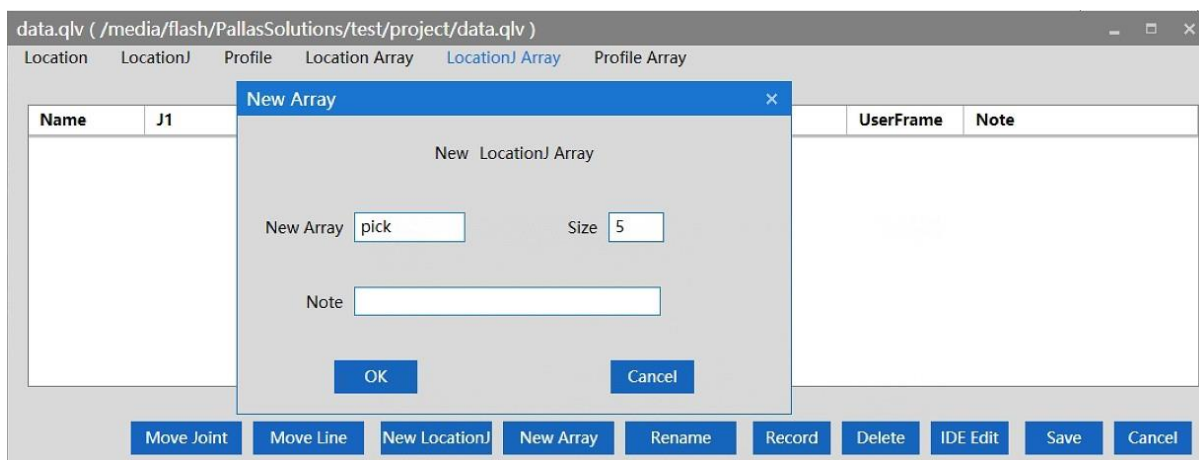 data.qlv ( /media/flash/PallasSolutions/test/project/data.qlv )
Location LocationJ Profile Location Array LocationJ Array Profile Array
New Array
Name J1 UserFrame Note
New LocationJ Array
New Array pick Size 5
Note
OK Cancel
Move Joint Move Line New LocationJ New Array Rename Record Delete IDE Edit Save Cancel